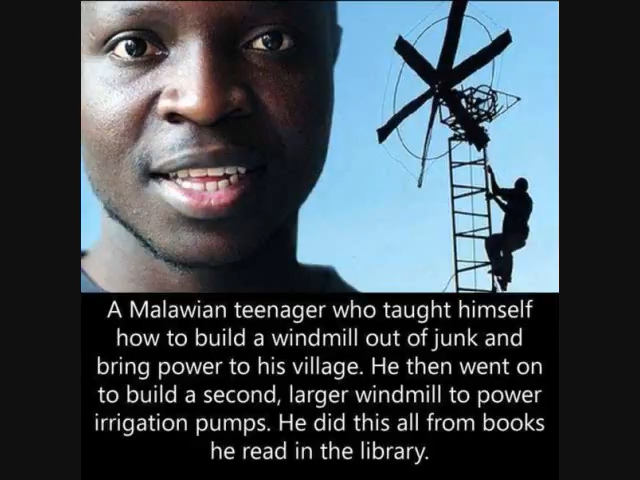 A Malawian teenager who taught himself
how to build a windmill out of junk and
bring power to his village. He then went on
to build a second, larger windmill to power
irrigation pumps. He did this all from books
he read in the library.